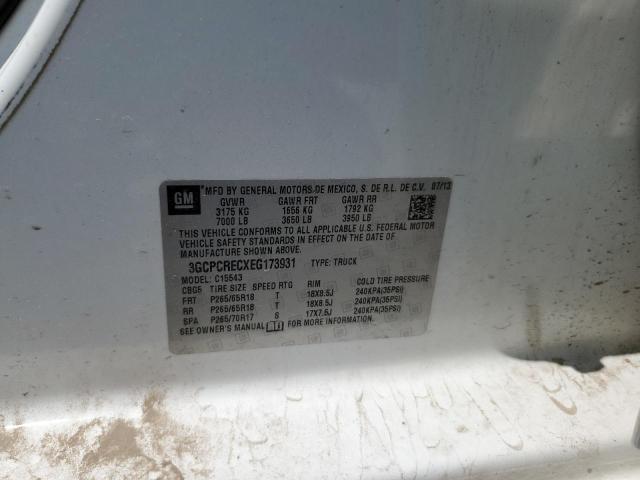 GM
MFD BY GENERAL MOTORS DE MEXICO, S. DE R.L. DE C.V. 07/13
GVWR GAWR FRT GAWR RR
3175 KG 1656 KG 1792 KG
7000 LB 3650 LB 3950 LB
THIS VEHICLE CONFORMS TO ALL APPLICABLE U.S. FEDERAL MOTOR
VEHICLE SAFETY STANDARDS IN EFFECT ON THE DATE OF
MANUFACTURE SHOWN ABOVE.
3GCPCRECXEG173931 TYPE: TRUCK
MODEL: C15543
CBG5 TIRE SIZE SPEED RTG RIM COLD TIRE PRESSURE
FRT P265/65R18 T 18X8.5J 240KPA(35PSI)
RR P265/65R18 T 18X8.5J 240KPA(35PSI)
SPA P265/70R17 S 17X7.5J 240KPA(35PSI)
SEE OWNER'S MANUAL FOR MORE INFORMATION.